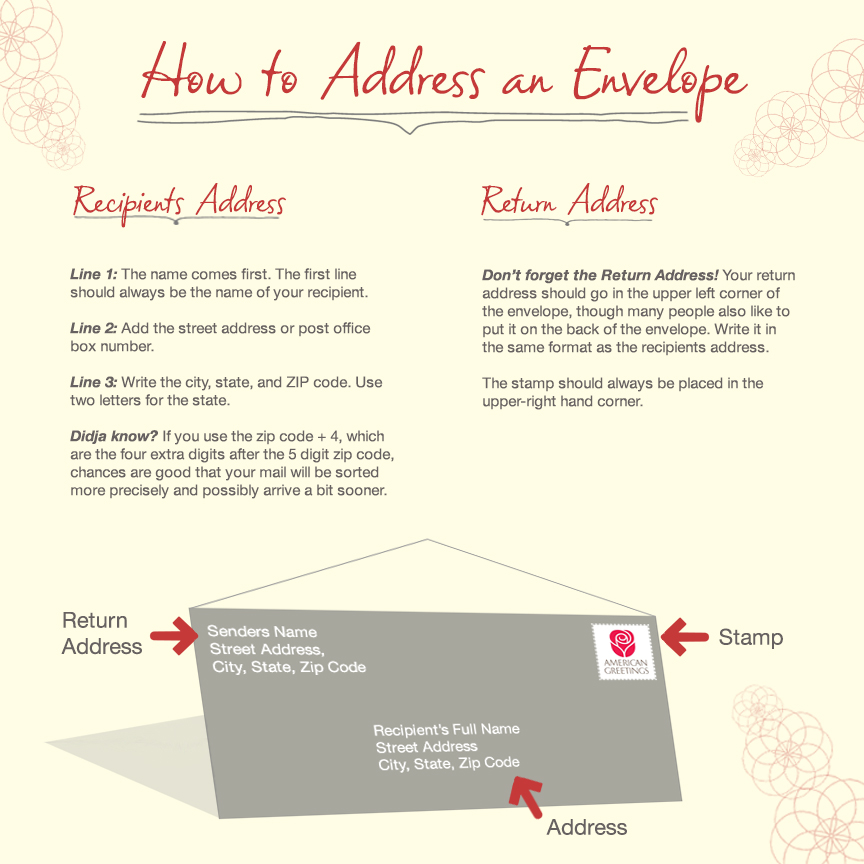 How to Address an Envelope
Recipients Address
Line 1: The name comes first. The first line
should always be the name of your recipient.
Line 2: Add the street address or post office
box number.
Line 3: Write the city, state, and ZIP code. Use
two letters for the state.
Didja know? If you use the zip code + 4, which
are the four extra digits after the 5 digit zip code,
chances are good that your mail will be sorted
more precisely and possibly arrive a bit sooner.
Return Address
Don't forget the Return Address! Your return
address should go in the upper left corner of
the envelope, though many people also like to
put it on the back of the envelope. Write it in
the same format as the recipients address.
The stamp should always be placed in the
upper-right hand corner.
Return
Address
Senders Name
Street Address,
City, State, Zip Code
AMERICAN
GREETINGS
Stamp
Recipient's Full Name
Street Address
City, State, Zip Code
Address